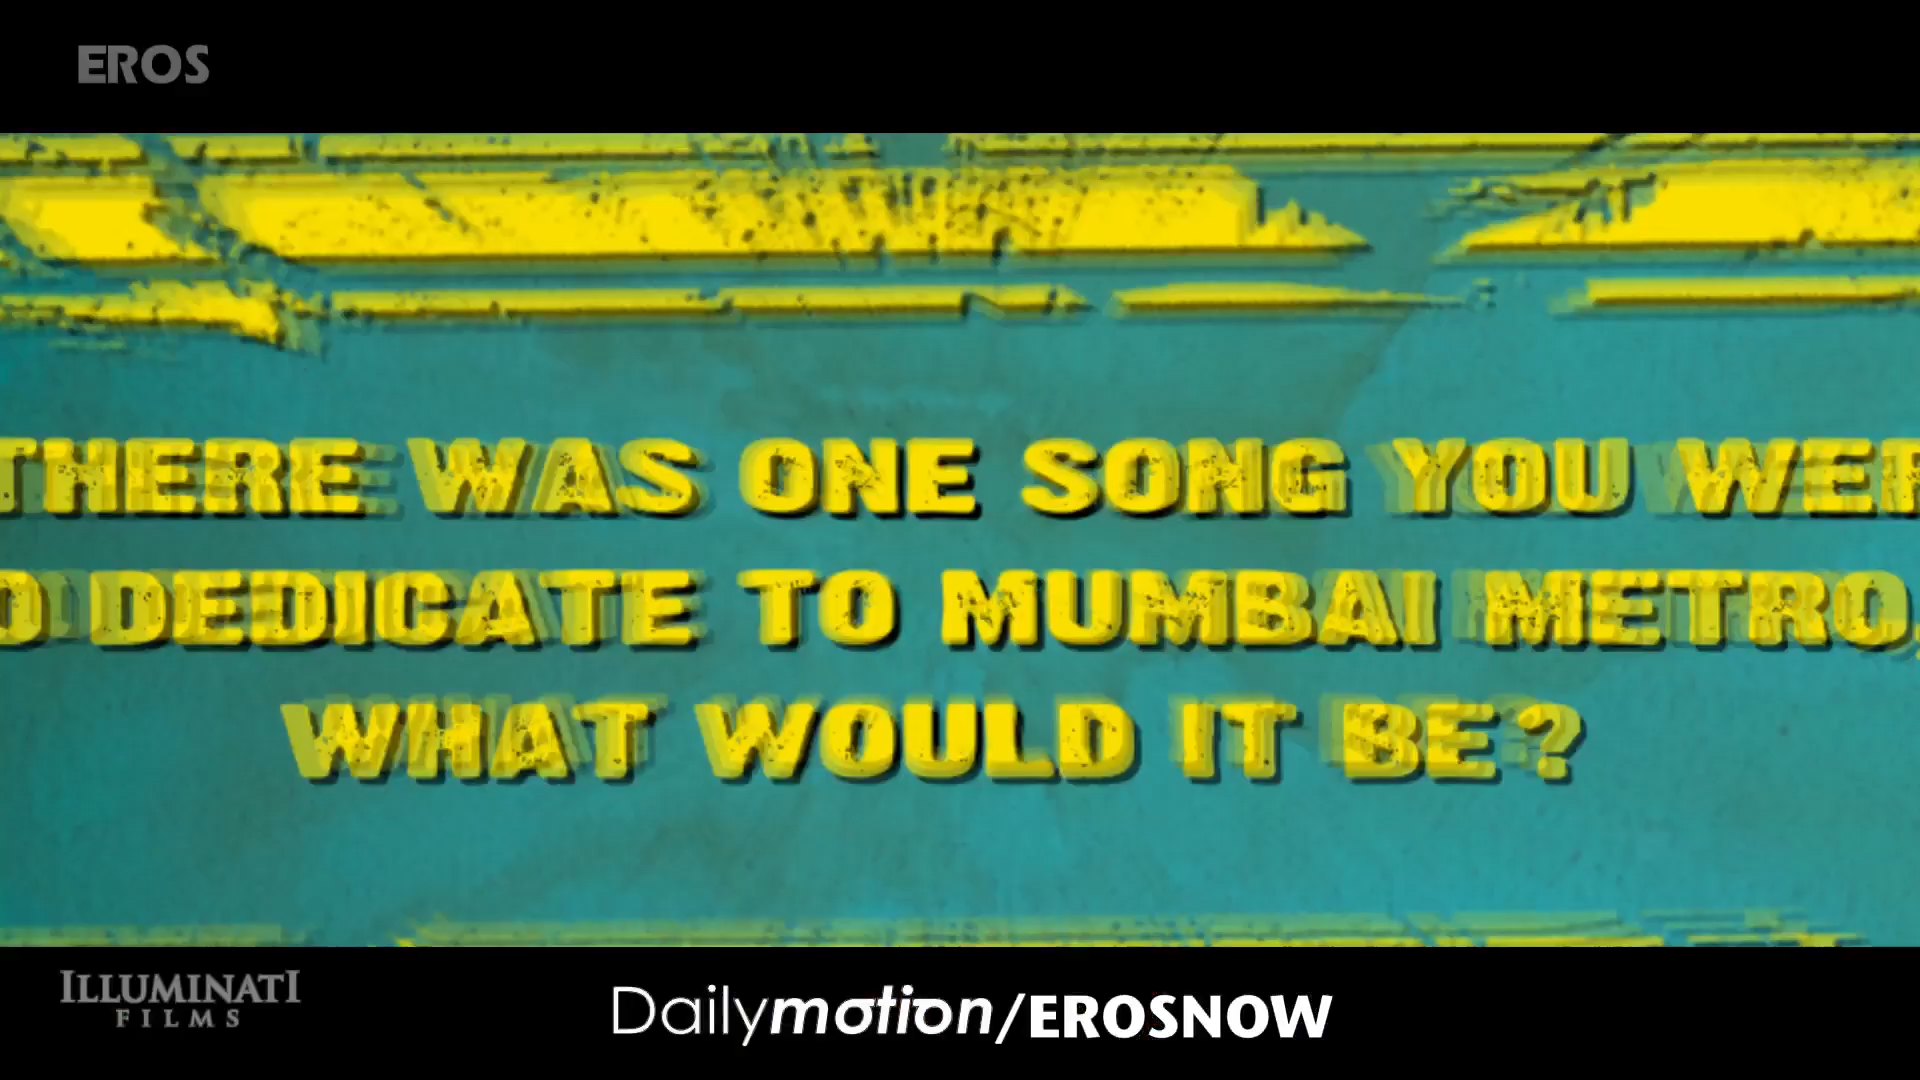 EROS
THERE WAS ONE SONG YOU WER
O DEDICATE TO MUMBAI METRO,
WHAT WOULD IT BE?
ILLUMINATI
FILMS
Dailymotion/EROSNOW